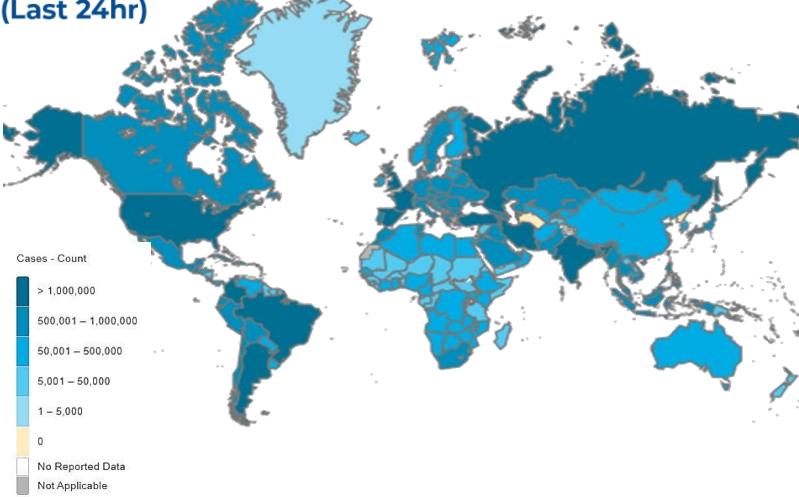 (Last 24hr)
Cases - Count
> 1,000,000
500,001 – 1,000,000
50,001 – 500,000
5,001 – 50,000
1 – 5,000
0
No Reported Data
Not Applicable